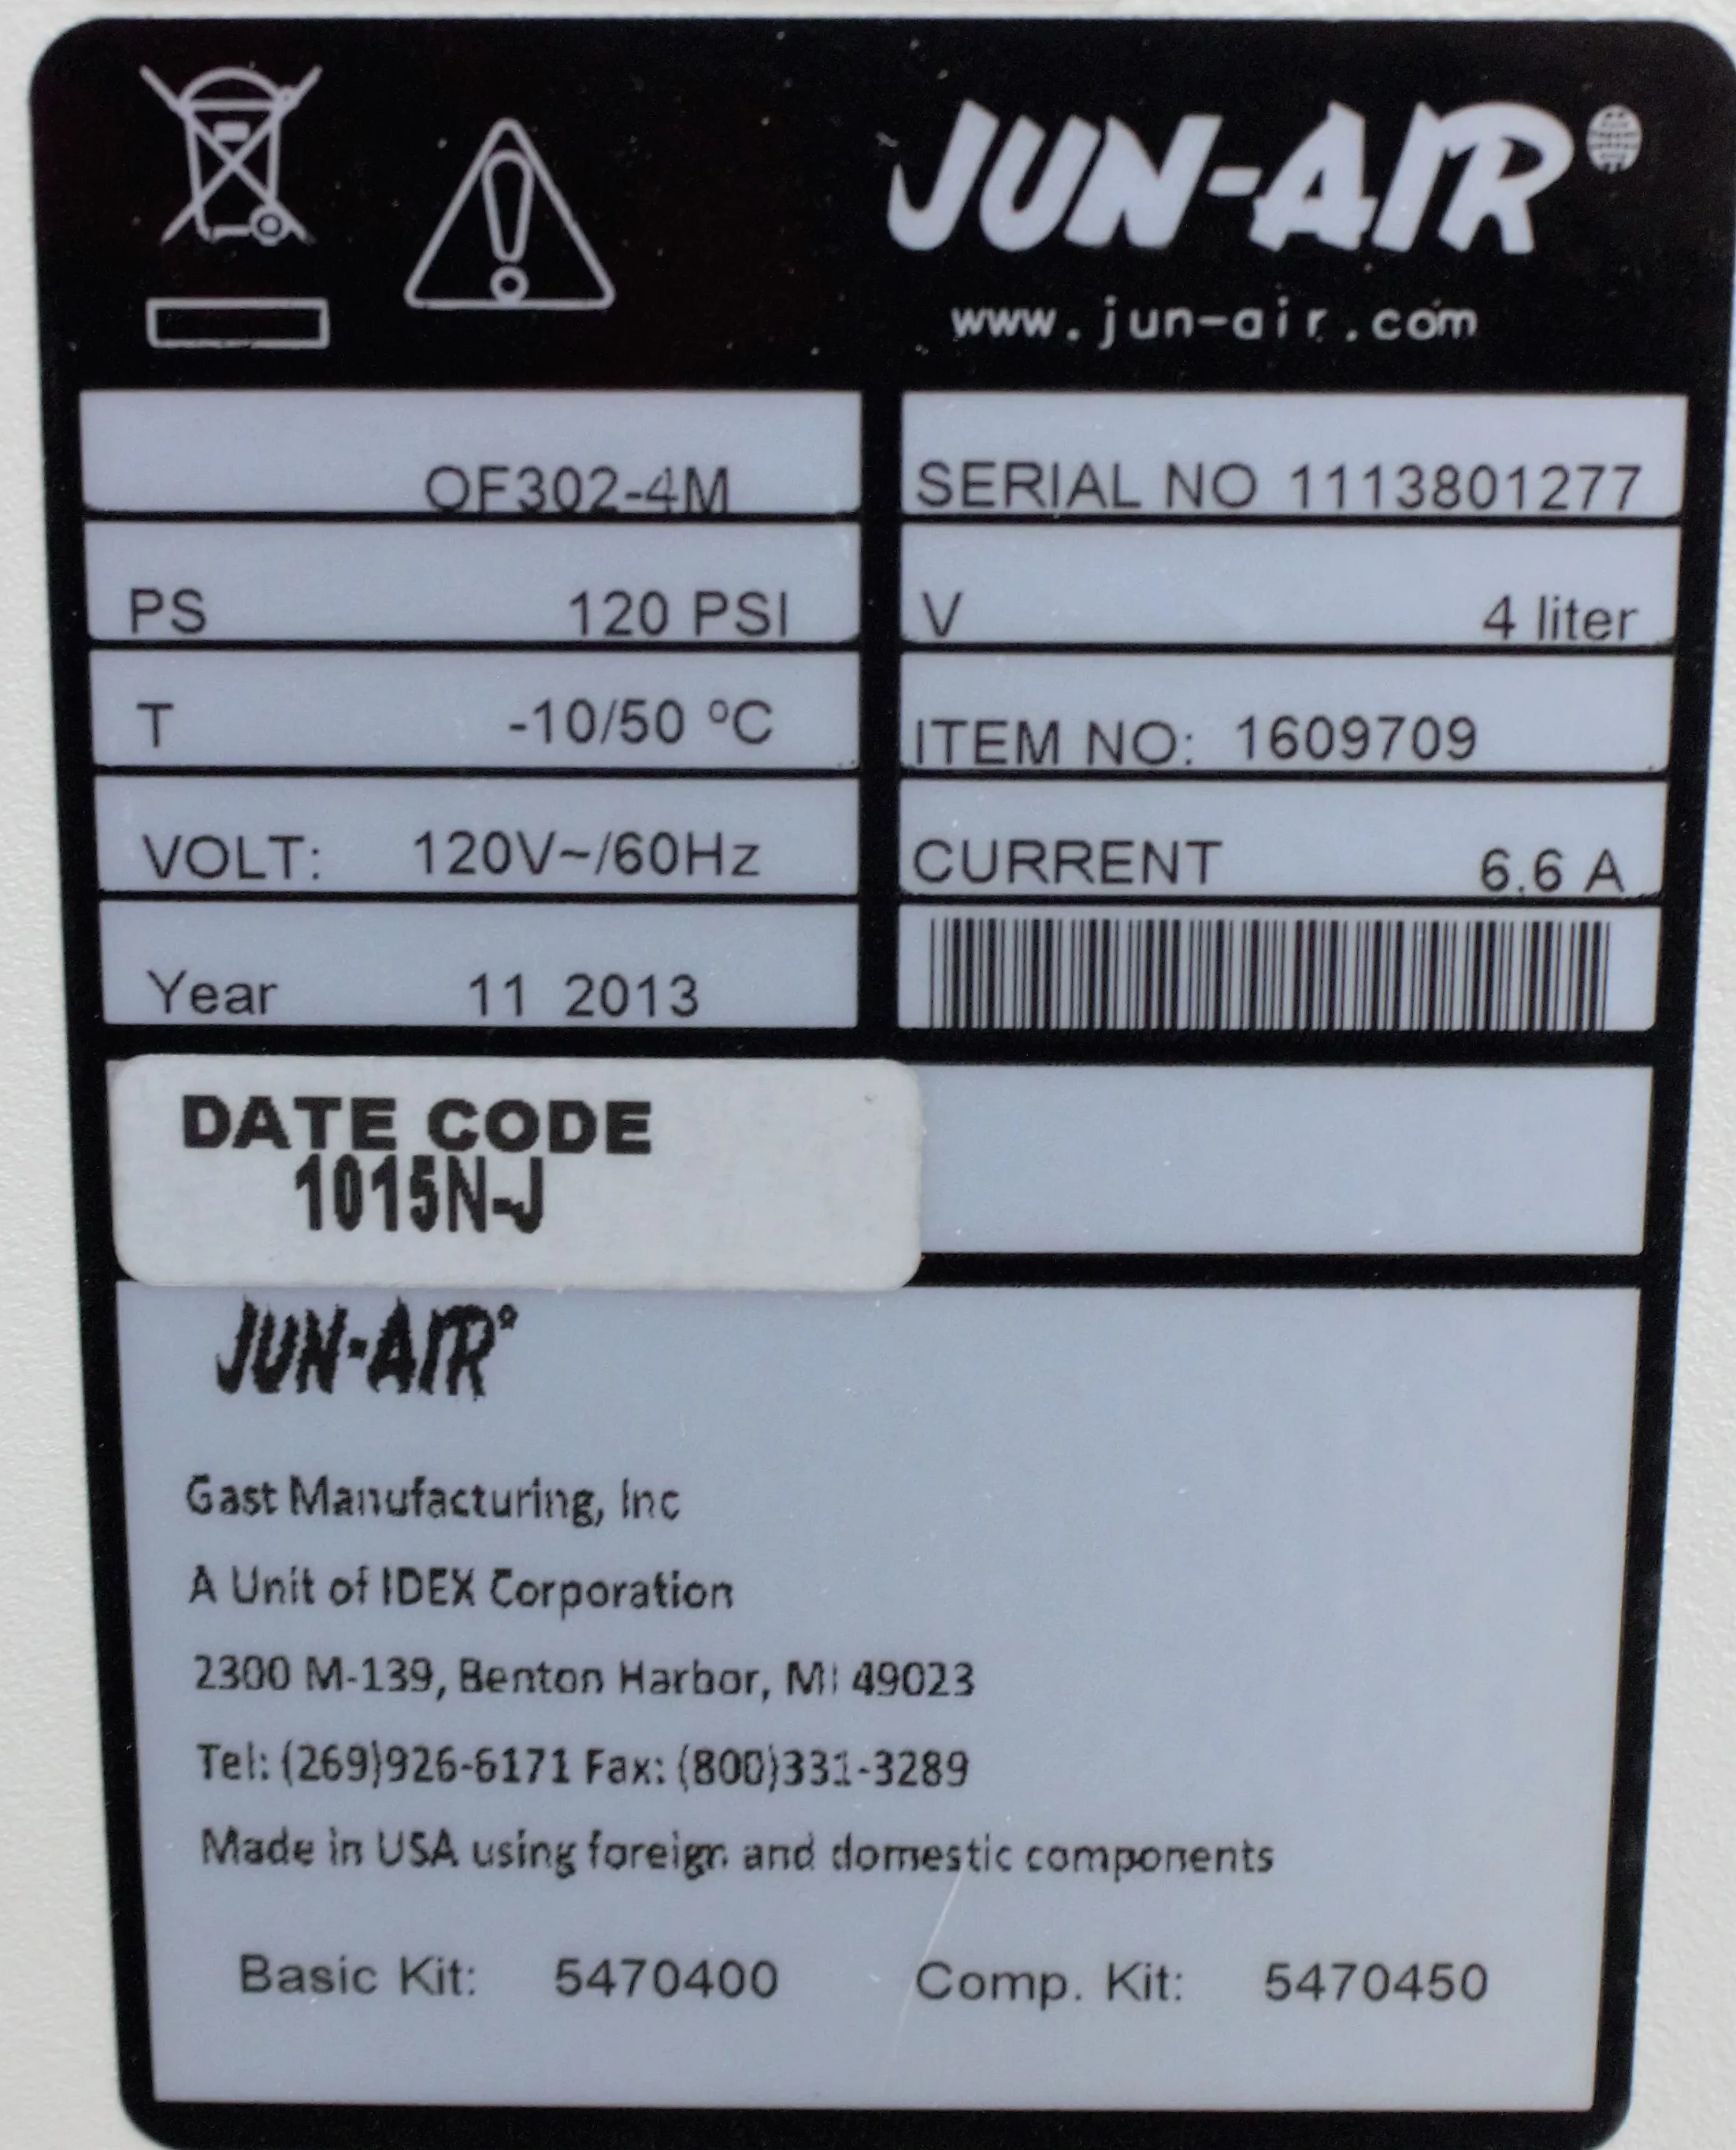 JUN-AIR
www.jun-air.com
OF302-4M
SERIAL NO 1113801277
PS 120 PSI
V 4 liter
T -10/50 ºC
ITEM NO: 1609709
VOLT: 120V~/60Hz
CURRENT 6.6 A
Year 11 2013
DATE CODE
1015N-J
JUN-AIR
Gast Manufacturing, Inc
A Unit of IDEX Corporation
2300 M-139, Benton Harbor, MI 49023
Tel: (269)926-6171 Fax: (800)331-3289
Made in USA using foreign and domestic components
Basic Kit: 5470400 Comp. Kit: 5470450